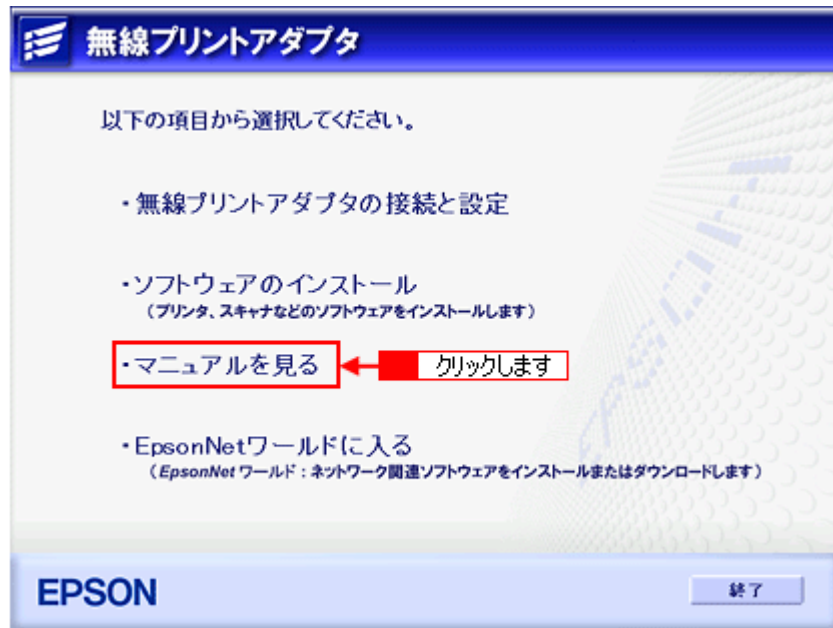 無線プリントアダプタ
以下の項目から選択してください。
・無線プリントアダプタの接続と設定
・ソフトウェアのインストール
（プリンタ、スキャナなどのソフトウェアをインストールします）
・マニュアルを見る
クリックします
・EpsonNetワールドに入る
（EpsonNet ワールド：ネットワーク関連ソフトウェアをインストールまたはダウンロードします）
EPSON
EPSON
終了